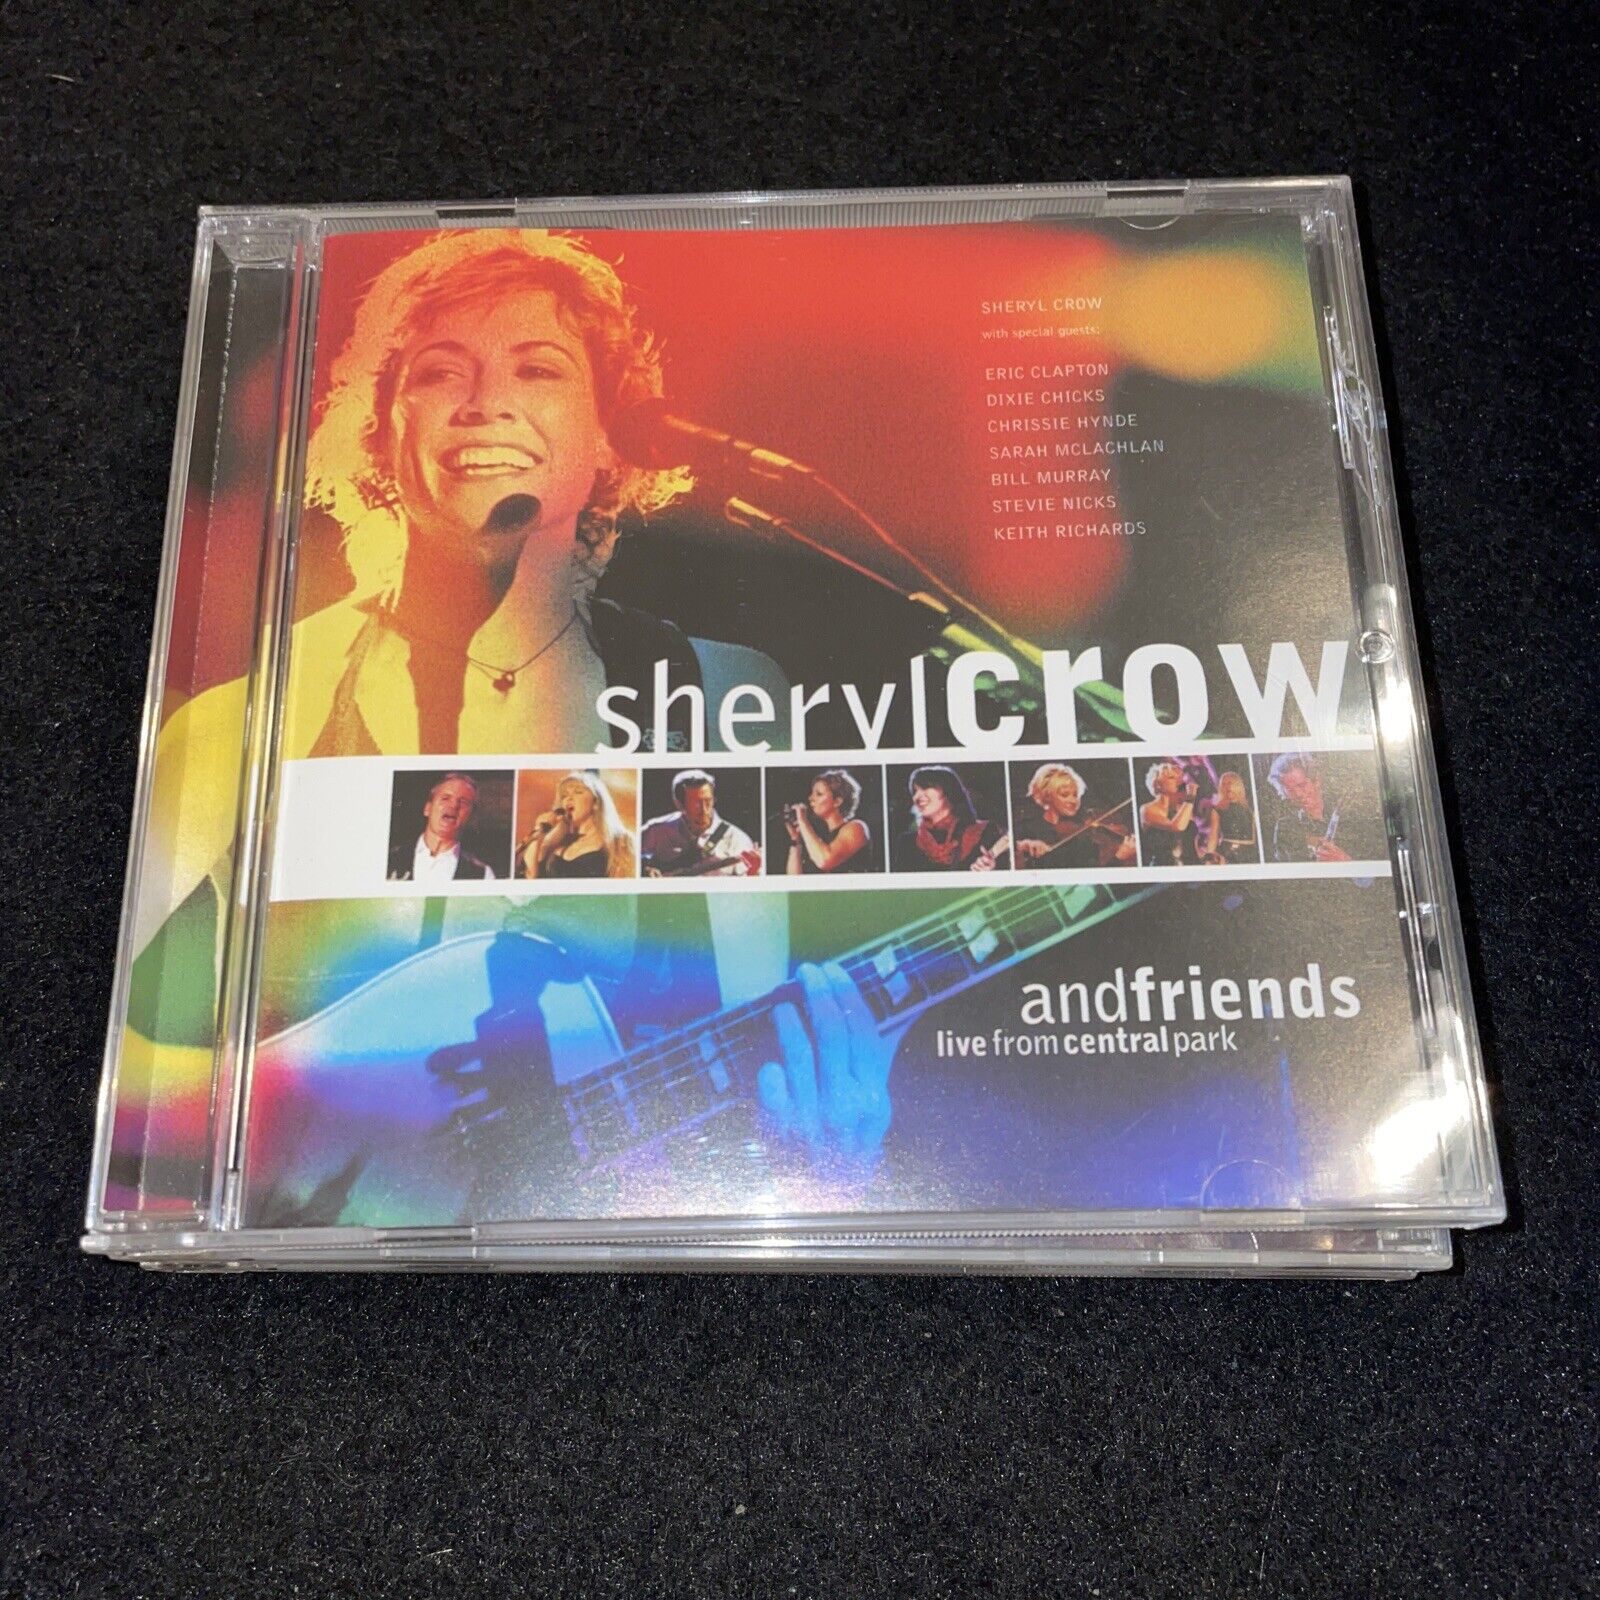 SHERYL CROW
with special guests:
ERIC CLAPTON
DIXIE CHICKS
CHRISSIE HYNDE
SARAH MCLACHLAN
BILL MURRAY
STEVIE NICKS
KEITH RICHARDS
sherylcrow
andfriends
livefromcentralpark